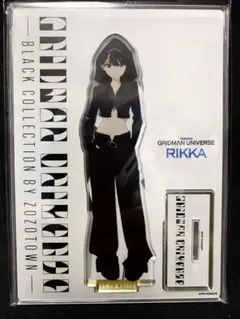 GRIDMAN UNIVERSE
—BLACK COLLECTION BY ZOZOTOWN—
GRIDMAN UNIVERSE
RIKKA
GRIDMAN UNIVERSE